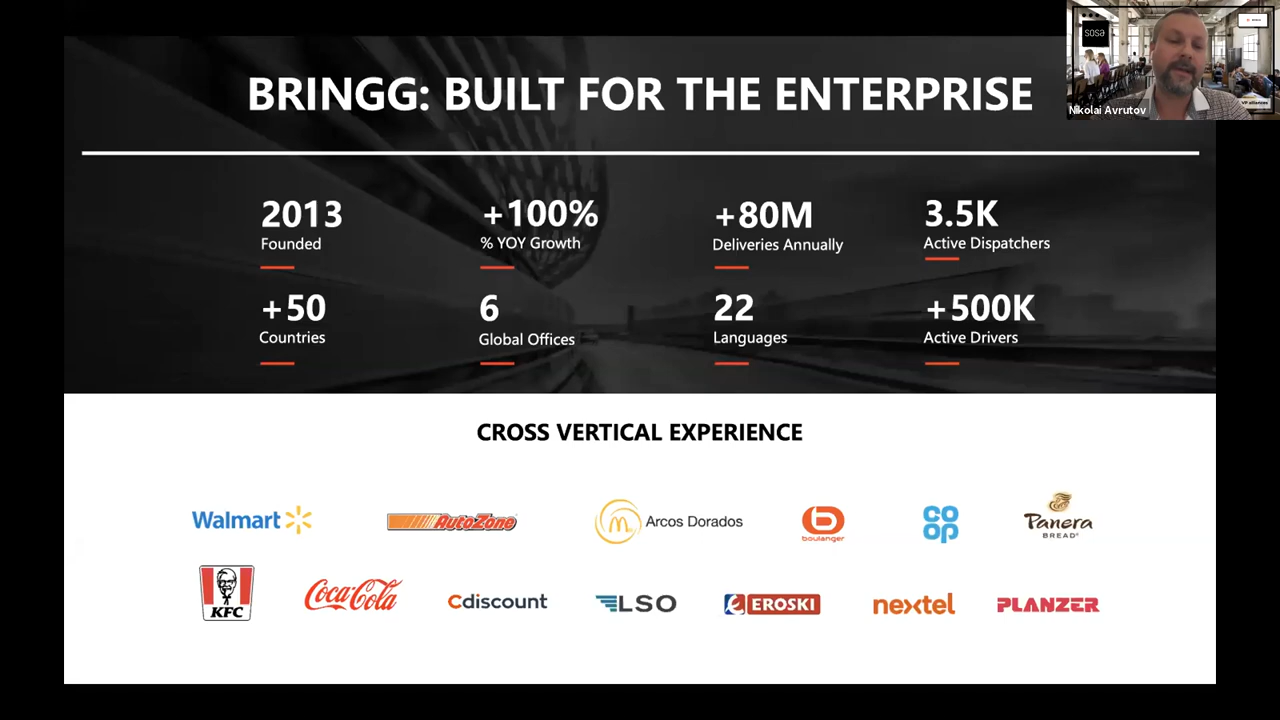 BRINGG: BUILT FOR THE ENTERPRISE
sosa
Nikolai Avrutov
VP alliances
2013
Founded
+100%
% YOY Growth
+80M
Deliveries Annually
3.5K
Active Dispatchers
+50
Countries
6
Global Offices
22
Languages
+500K
Active Drivers
CROSS VERTICAL EXPERIENCE
Walmart
AutoZone
Arcos Dorados
b
boulanger
CO
OP
Panera
BREAD®
KFC
Coca-Cola
Cdiscount
LSO
e EROSKI
nextel
PLANZER